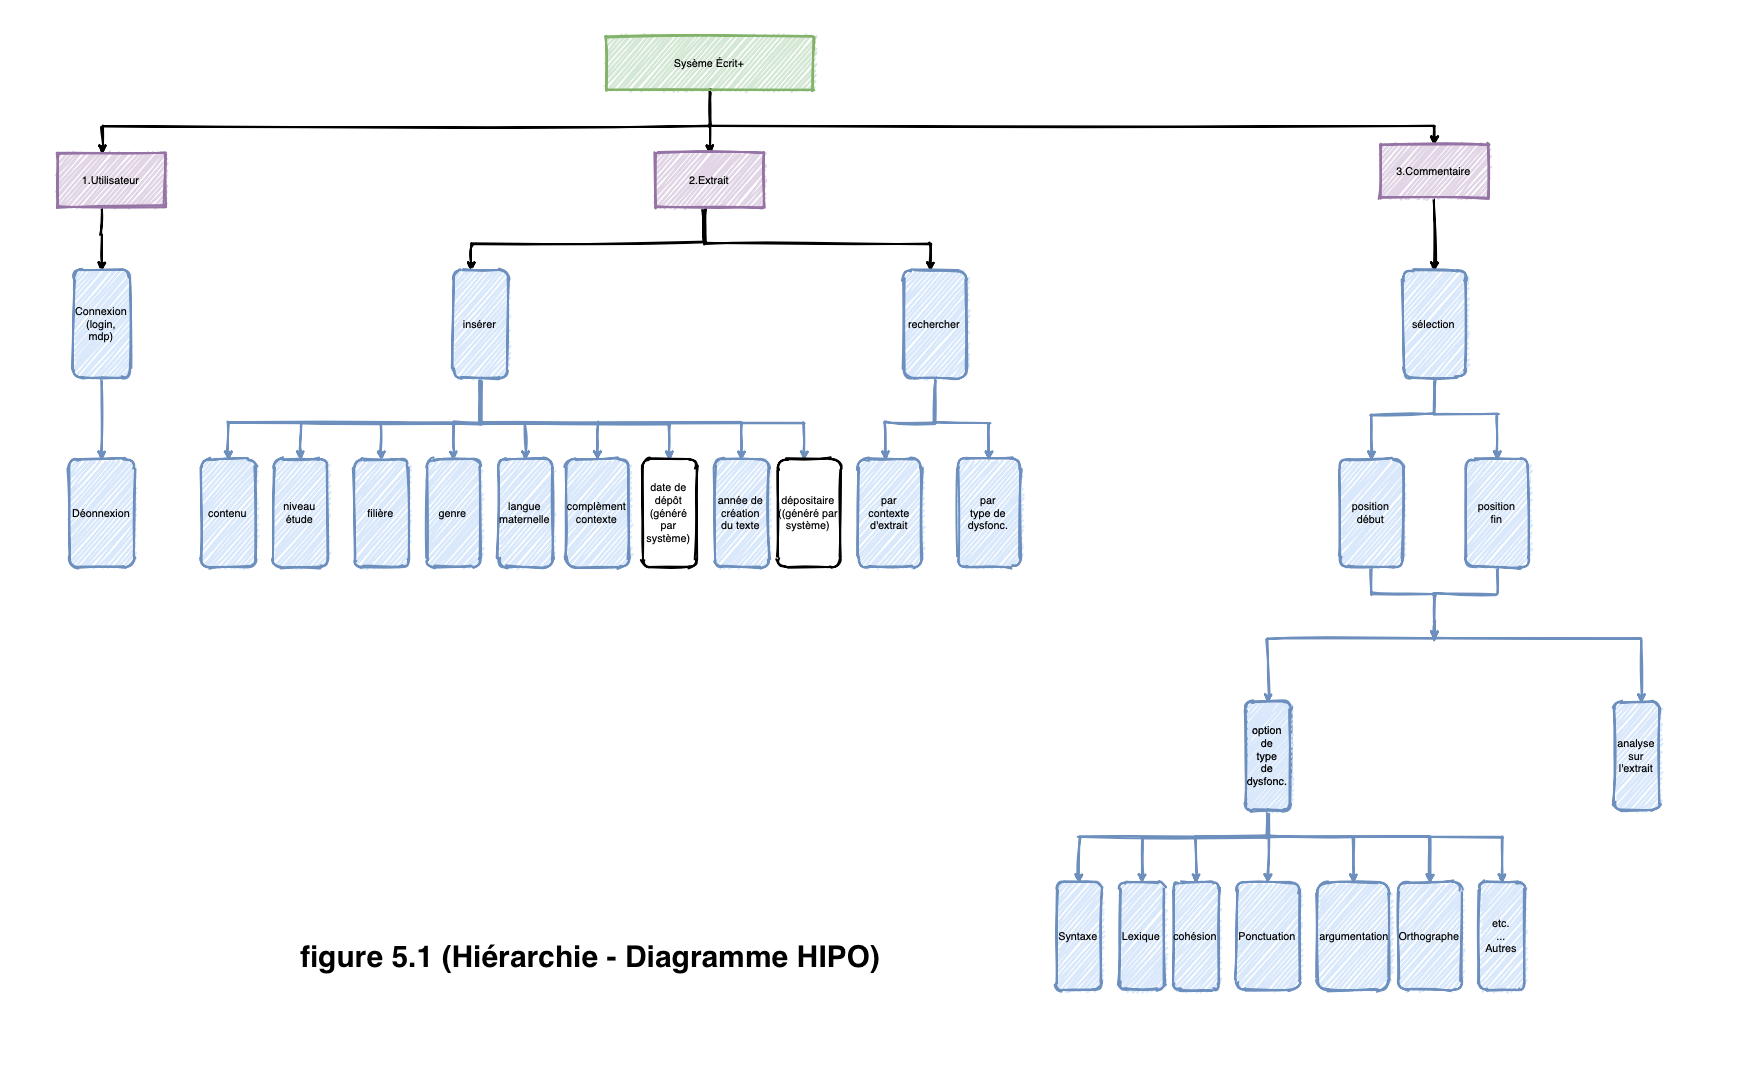 Sysème Écrit+
1.Utilisateur
2.Extrait
3.Commentaire
Connexion
(login,
mdp)
insérer
rechercher
sélection
Déonnexion
contenu
niveau
étude
filière
genre
langue
maternelle
complèment
contexte
date de
dépôt
(généré
par
système)
année de
création
du texte
dépositaire
((généré par
système)
par
contexte
d'extrait
par
type de
dysfonc.
position
début
position
fin
option
de
type
de
dysfonc.
analyse
sur
l'extrait
Syntaxe
Lexique
cohésion
Ponctuation
argumentation
Orthographe
etc.
...
Autres
figure 5.1 (Hiérarchie - Diagramme HIPO)